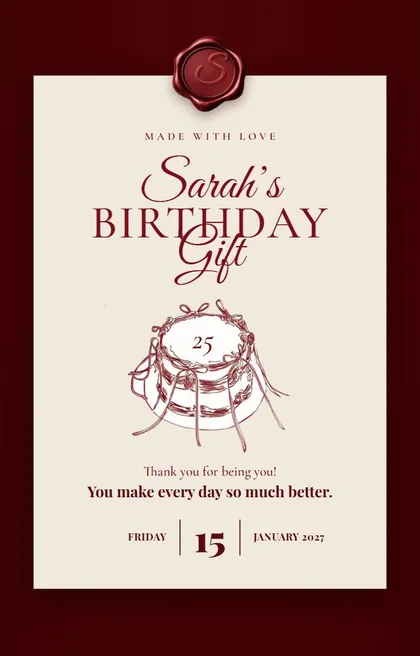 S
MADE WITH LOVE
Sarah's
BIRTHDAY
Gift
25
Thank you for being you!
You make every day so much better.
FRIDAY 15 JANUARY 2027